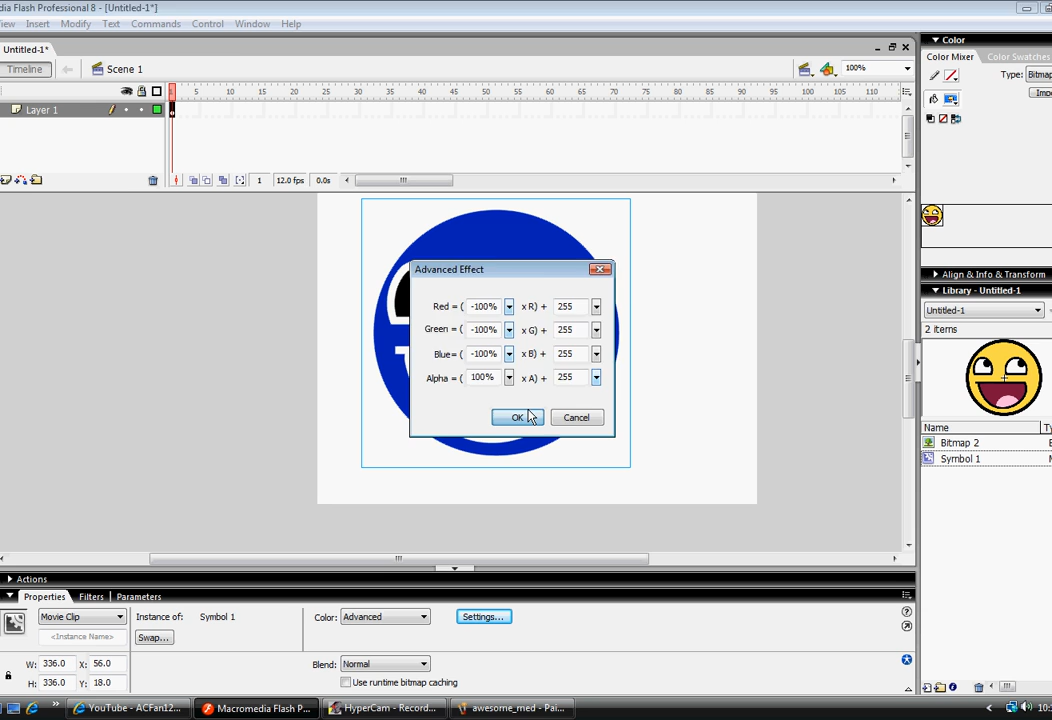 dia Flash Professional 8 - [Untitled-1*]
View Insert Modify Text Commands Control Window Help
Untitled-1*
Timeline Scene 1 100%
1 5 10 15 20 25 30 35 40 45 50 55 60 65 70 75 80 85 90 95 100 105 110
Layer 1
1 12.0 fps 0.0s
Color
Color Mixer Color Swatches
Type: Bitmap
Impo
Align & Info & Transform
Library - Untitled-1
Untitled-1
2 items
Name Ty
Bitmap 2 B
Symbol 1 M
Advanced Effect
Red = ( -100% x R) + 255
Green = ( -100% x G) + 255
Blue= ( -100% x B) + 255
Alpha = ( 100% x A) + 255
OK Cancel
Actions
Properties Filters Parameters
Movie Clip Instance of: Symbol 1 Color: Advanced Settings...
<Instance Name> Swap...
W: 336.0 X: 56.0 Blend: Normal
H: 336.0 Y: 18.0 Use runtime bitmap caching
YouTube - ACFan12... Macromedia Flash P... HyperCam - Record... awesome_med - Pai... 10: